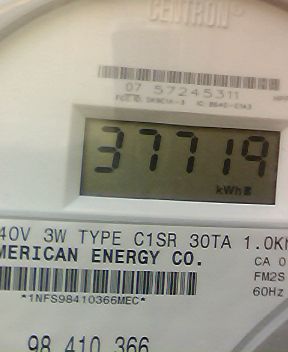 CENTRON®
07 57245311
37719
kWh
40V 3W TYPE C1SR 30TA 1.0K
MERICAN ENERGY CO.
CA 0
FM2S
*1NFS98410366MEC*
60Hz
98 410 366